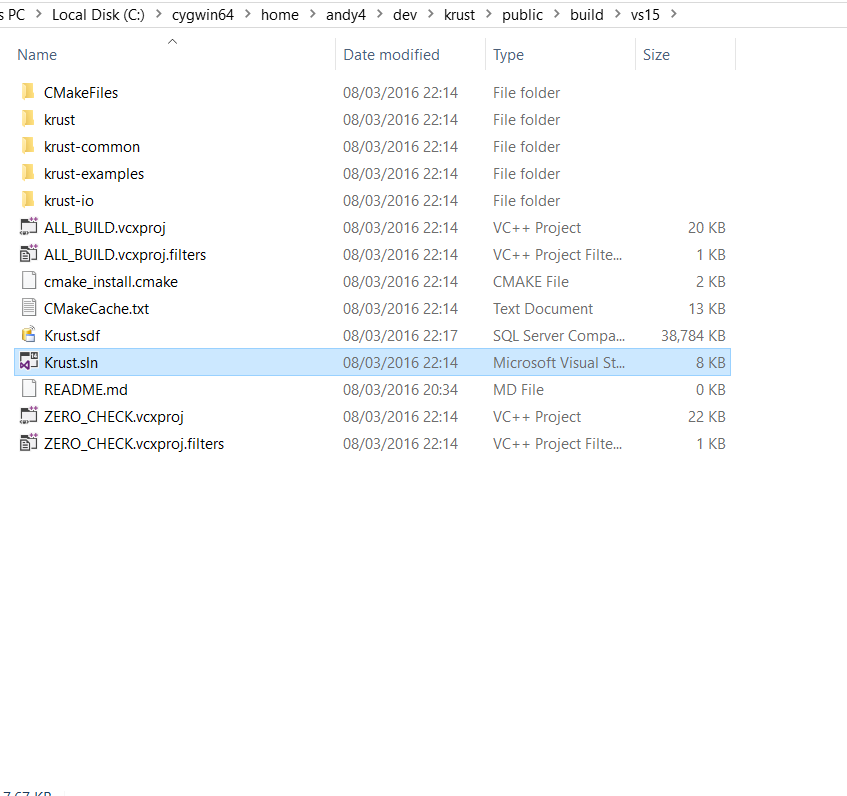 s PC > Local Disk (C:) > cygwin64 > home > andy4 > dev > krust > public > build > vs15 >
Name Date modified Type Size
CMakeFiles 08/03/2016 22:14 File folder
krust 08/03/2016 22:14 File folder
krust-common 08/03/2016 22:14 File folder
krust-examples 08/03/2016 22:14 File folder
krust-io 08/03/2016 22:14 File folder
ALL_BUILD.vcxproj 08/03/2016 22:14 VC++ Project 20 KB
ALL_BUILD.vcxproj.filters 08/03/2016 22:14 VC++ Project Filte... 1 KB
cmake_install.cmake 08/03/2016 22:14 CMAKE File 2 KB
CMakeCache.txt 08/03/2016 22:14 Text Document 13 KB
Krust.sdf 08/03/2016 22:17 SQL Server Compa... 38,784 KB
Krust.sln 08/03/2016 22:14 Microsoft Visual St... 8 KB
README.md 08/03/2016 20:34 MD File 0 KB
ZERO_CHECK.vcxproj 08/03/2016 22:14 VC++ Project 22 KB
ZERO_CHECK.vcxproj.filters 08/03/2016 22:14 VC++ Project Filte... 1 KB
7.67 KB